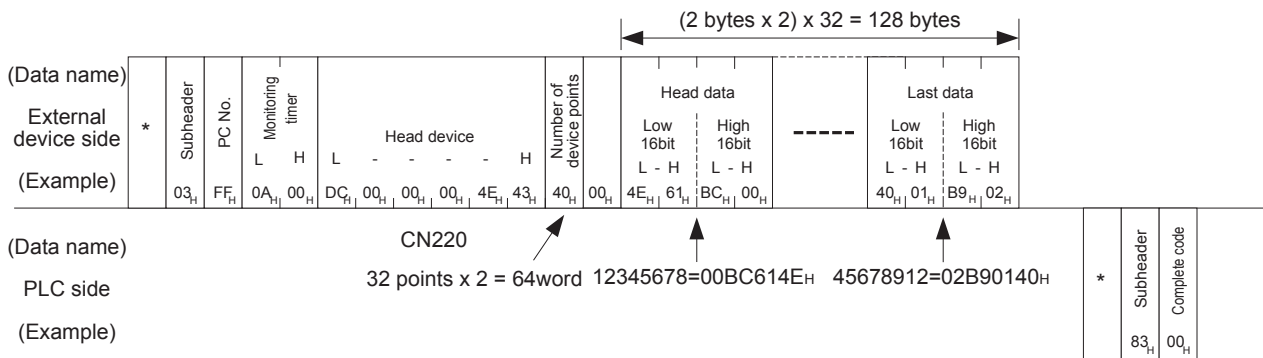 (2 bytes x 2) x 32 = 128 bytes
(Data name)
External
device side
(Example)
*
Subheader
03H
PC No.
FFH
Monitoring
timer
L H
0AH 00H
Head device
L - - - - H
DCH 00H 00H 00H 4EH 43H
Number of
device points
40H 00H
Head data
Low
16bit
High
16bit
L - H L - H
4EH 61H BCH 00H
Last data
Low
16bit
High
16bit
L - H L - H
40H 01H B9H 02H
(Data name)
PLC side
(Example)
CN220
32 points x 2 = 64word
12345678=00BC614EH
45678912=02B90140H
*
Subheader
83H
Complete code
00H